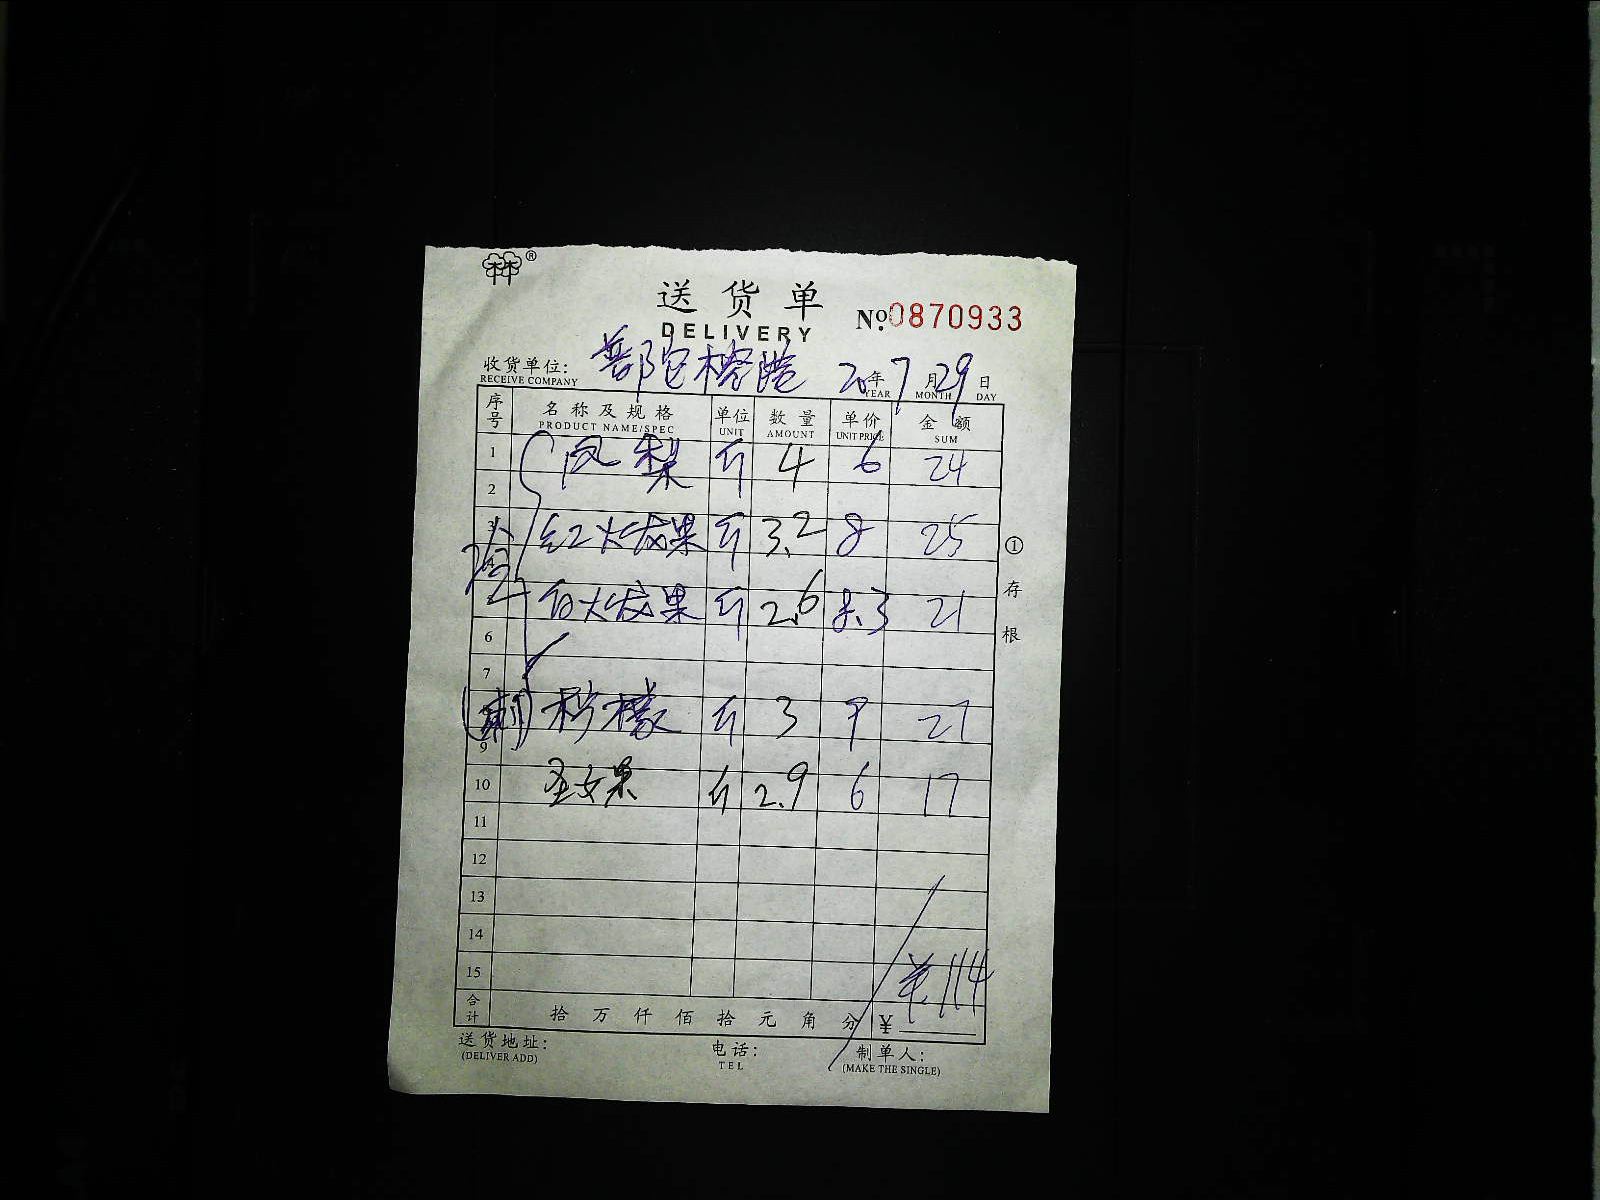 林®
送货单
DELIVERY
No.0870933
收货单位: 20年7月29日
RECEIVE COMPANY YEAR MONTH DAY
序号 名称及规格 单位 数量 单价 金额
PRODUCT NAME/SPEC UNIT AMOUNT UNIT PRICE SUM
1 凤梨 斤 4 6 24
2
3 红火龙果 斤 3.2 8 25
白火龙果 斤 2.6 8.3 21
6
7
柠檬 斤 3 7 21
9
10 圣女果 斤 2.9 6 17
11
12
13
14
15 114
合计 拾万仟佰拾元角分 ¥
送货地址: 电话: 制单人:
(DELIVER ADD) TEL (MAKE THE SINGLE)
①存根